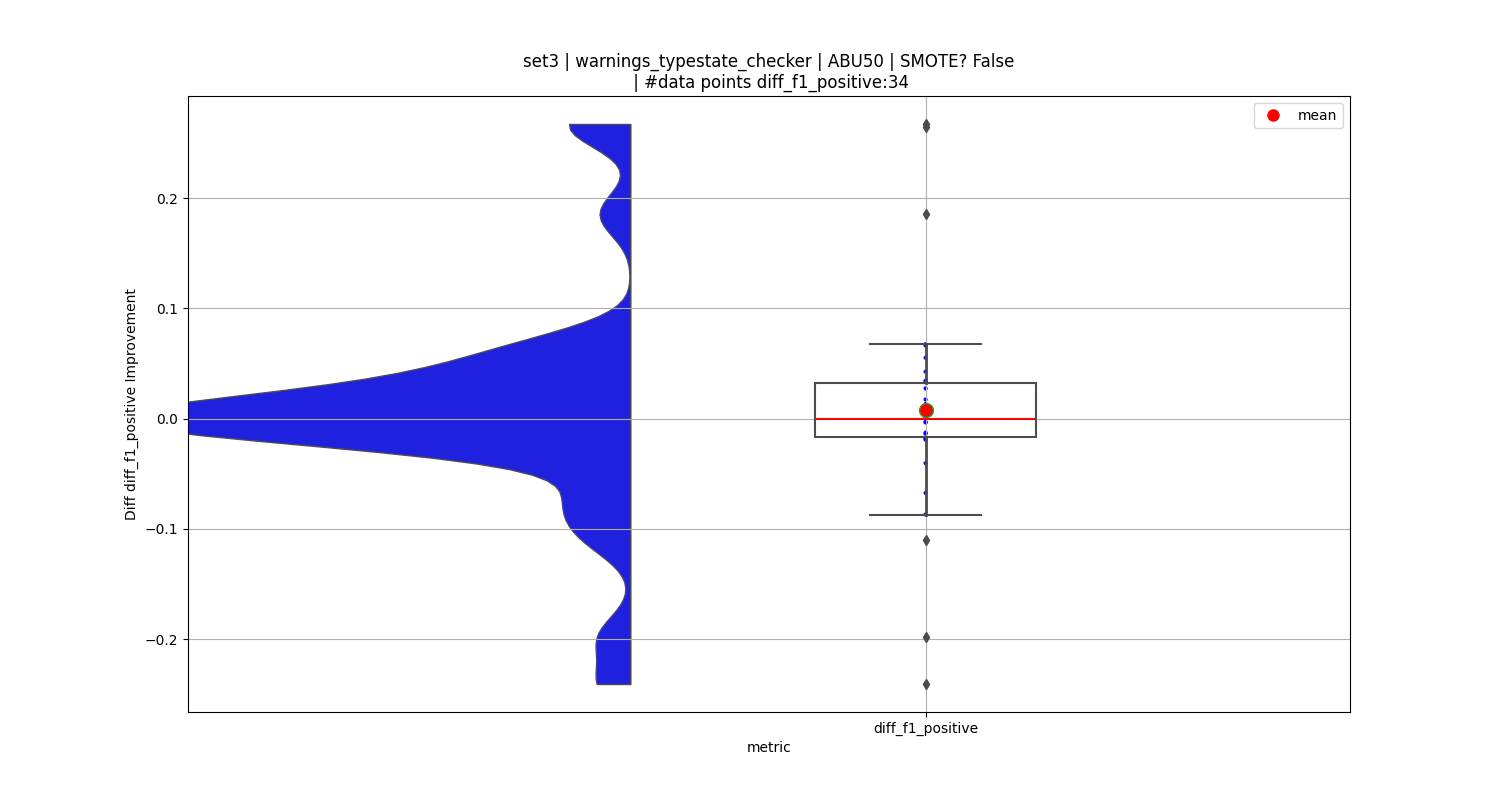 set3 | warnings_typestate_checker | ABU50 | SMOTE? False
| #data points diff_f1_positive:34
mean
0.2
0.1
0.0
−0.1
−0.2
Diff diff_f1_positive Improvement
diff_f1_positive
metric